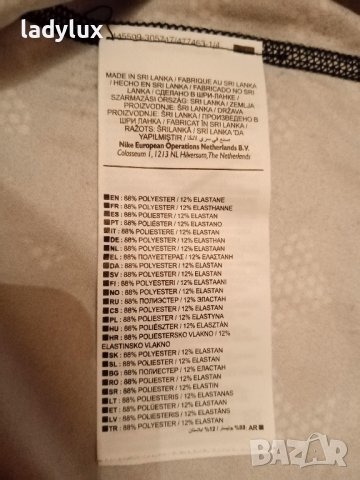 ladylux
MADE IN SRI LANKA / FABRIQUE AU SRI LANKA
/ HECHO EN SRI LANKA / FABRICADO NO SRI
LANKA / СДЕЛАНО В ШРИ-ЛАНКЕ /
SZÁRMAZÁSI ORSZÁG: SRI LANKA / ZEMLJA
PROIZVODNJE: ŠRI LANKA / DRŽAVA
PROIZVODNJE: ŠRI LANKA / ПРОИЗВЕДЕНО В
ШРИ ЛАНКА / FABRICAT ÎN SRI LANKA /
RAŽOTS: ŠRILANKĀ / SRİ LANKA'DA
YAPILMIŞTIR / صنع في سري لانكا
Nike European Operations Netherlands B.V.
Colosseum 1, 1213 NL Hilversum, The Netherlands
EN : 88% POLYESTER / 12% ELASTANE
FR : 88% POLYESTER / 12% ELASTHANNE
ES : 88% POLIÉSTER / 12% ELASTANO
PT : 88% POLIÉSTER / 12% ELASTANO
IT : 88% POLIESTERE / 12% ELASTAN
DE : 88% POLYESTER / 12% ELASTHAN
NL : 88% POLYESTER / 12% ELASTAAN
EL : 88% ΠΟΛΥΕΣΤΕΡΑΣ / 12% ΕΛΑΣΤΑΝ
DA : 88% POLYESTER / 12% ELASTAN
SV : 88% POLYESTER / 12% ELASTAN
FI : 88% POLYESTERI / 12% ELASTAANI
NO : 88% POLYESTER / 12% ELASTAN
RU : 88% ПОЛИЭСТЕР / 12% ЭЛАСТАН
CS : 88% POLYESTER / 12% ELASTAN
PL : 88% POLIESTER / 12% ELASTYNA
HU : 88% POLIÉSZTER / 12% ELASZTÁN
HR : 88% POLIESTERSKO VLAKNO / 12%
ELASTINSKO VLAKNO
SK : 88% POLYESTER / 12% ELASTAN
SL : 88% POLIESTER / 12% ELASTAN
BG : 88% ПОЛИЕСТЕР / 12% ЕЛАСТАН
RO : 88% POLIESTER / 12% ELASTAN
SR : 88% POLIESTER / 12% ELASTIN
LT : 88% POLIESTERIS / 12% ELASTANAS
ET : 88% POLÜESTER / 12% ELASTAAN
LV : 88% POLIESTERIS / 12% ELASTĀNS
TR : 88% POLYESTER / 12% ELASTAN
BAZAR